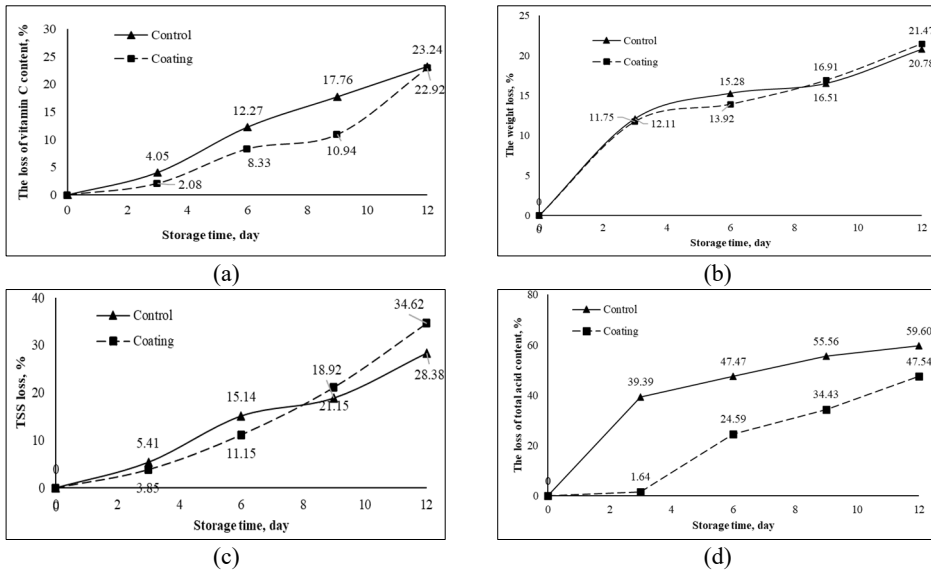 30
25
20
15
10
5
0
The loss of vitamin C content, %
Control
Coating
4.05
12.27
17.76
23.24
2.08
8.33
10.94
22.92
0 2 4 6 8 10 12
Storage time, day
(a)
25
20
15
10
5
0
The weight loss, %
Control
Coating
11.75
12.11
15.28
13.92
16.91
16.51
21.47
20.78
0
0
0 2 4 6 8 10 12
Storage time, day
(b)
40
30
20
10
0
TSS loss, %
Control
Coating
0
0
5.41
3.85
15.14
11.15
18.92
21.15
34.62
28.38
0 2 4 6 8 10 12
Storage time, day
(c)
80
60
40
20
0
The loss of total acid content, %
Control
Coating
0
39.39
47.47
55.56
59.60
1.64
24.59
34.43
47.54
0 2 4 6 8 10 12
Storage time, day
(d)